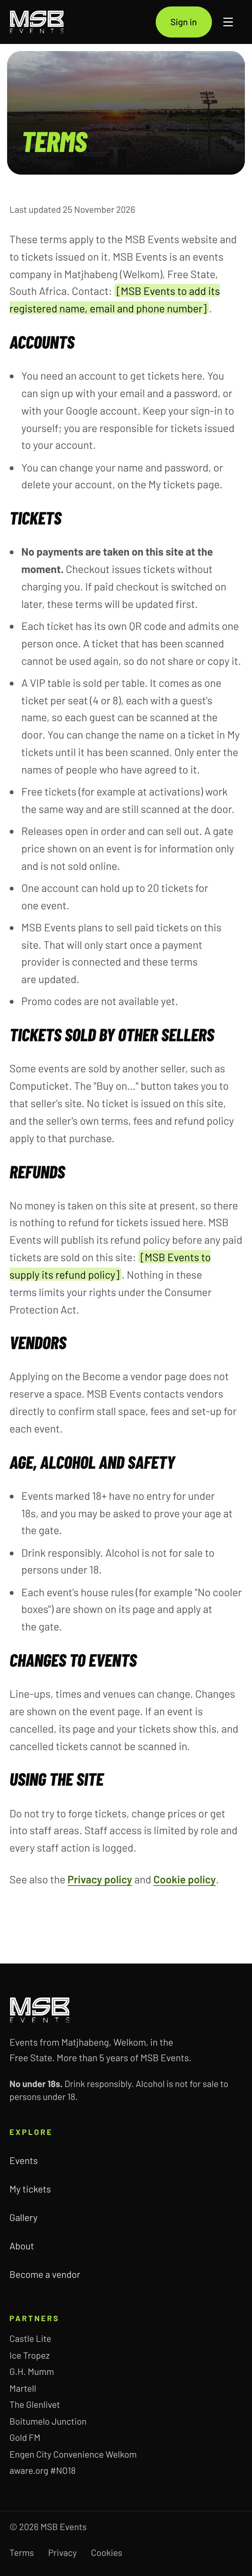 MSB
EVENTS
Sign in
TERMS
Last updated 25 November 2026
These terms apply to the MSB Events website and
to tickets issued on it. MSB Events is an events
company in Matjhabeng (Welkom), Free State,
South Africa. Contact: [MSB Events to add its
registered name, email and phone number].
ACCOUNTS
• You need an account to get tickets here. You
can sign up with your email and a password, or
with your Google account. Keep your sign-in to
yourself; you are responsible for tickets issued
to your account.
• You can change your name and password, or
delete your account, on the My tickets page.
TICKETS
• No payments are taken on this site at the
moment. Checkout issues tickets without
charging you. If paid checkout is switched on
later, these terms will be updated first.
• Each ticket has its own QR code and admits one
person once. A ticket that has been scanned
cannot be used again, so do not share or copy it.
• A VIP table is sold per table. It comes as one
ticket per seat (4 or 8), each with a guest's
name, so each guest can be scanned at the
door. You can change the name on a ticket in My
tickets until it has been scanned. Only enter the
names of people who have agreed to it.
• Free tickets (for example at activations) work
the same way and are still scanned at the door.
• Releases open in order and can sell out. A gate
price shown on an event is for information only
and is not sold online.
• One account can hold up to 20 tickets for
one event.
• MSB Events plans to sell paid tickets on this
site. That will only start once a payment
provider is connected and these terms
are updated.
• Promo codes are not available yet.
TICKETS SOLD BY OTHER SELLERS
Some events are sold by another seller, such as
Computicket. The "Buy on..." button takes you to
that seller's site. No ticket is issued on this site,
and the seller's own terms, fees and refund policy
apply to that purchase.
REFUNDS
No money is taken on this site at present, so there
is nothing to refund for tickets issued here. MSB
Events will publish its refund policy before any paid
tickets are sold on this site: [MSB Events to
supply its refund policy]. Nothing in these
terms limits your rights under the Consumer
Protection Act.
VENDORS
Applying on the Become a vendor page does not
reserve a space. MSB Events contacts vendors
directly to confirm stall space, fees and set-up for
each event.
AGE, ALCOHOL AND SAFETY
• Events marked 18+ have no entry for under
18s, and you may be asked to prove your age at
the gate.
• Drink responsibly. Alcohol is not for sale to
persons under 18.
• Each event's house rules (for example "No cooler
boxes") are shown on its page and apply at
the gate.
CHANGES TO EVENTS
Line-ups, times and venues can change. Changes
are shown on the event page. If an event is
cancelled, its page and your tickets show this, and
cancelled tickets cannot be scanned in.
USING THE SITE
Do not try to forge tickets, change prices or get
into staff areas. Staff access is limited by role and
every staff action is logged.
See also the Privacy policy and Cookie policy.
MSB
EVENTS
Events from Matjhabeng, Welkom, in the
Free State. More than 5 years of MSB Events.
No under 18s. Drink responsibly. Alcohol is not for sale to
persons under 18.
EXPLORE
Events
My tickets
Gallery
About
Become a vendor
PARTNERS
Castle Lite
Ice Tropez
G.H. Mumm
Martell
The Glenlivet
Boitumelo Junction
Gold FM
Engen City Convenience Welkom
aware.org #NO18
© 2026 MSB Events
Terms Privacy Cookies